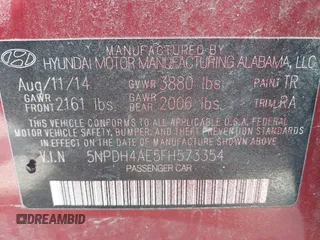 MANUFACTURED BY
HYUNDAI MOTOR MANUFACTURING ALABAMA, LLC
Aug/11/14 GVWR 3880 lbs. PAINT TR
GAWR FRONT 2161 lbs. GAWR REAR 2006 lbs. TRIM RA
THIS VEHICLE CONFORMS TO ALL APPLICABLE U.S.
FEDERAL MOTOR VEHICLE SAFETY, BUMPER, AND THEFT
PREVENTION STANDARDS IN EFFECT ON THE DATE OF
MANUFACTURE SHOWN ABOVE.
V.I.N 5NPDH4AE5FH573354
PASSENGER CAR
© DREAMBID